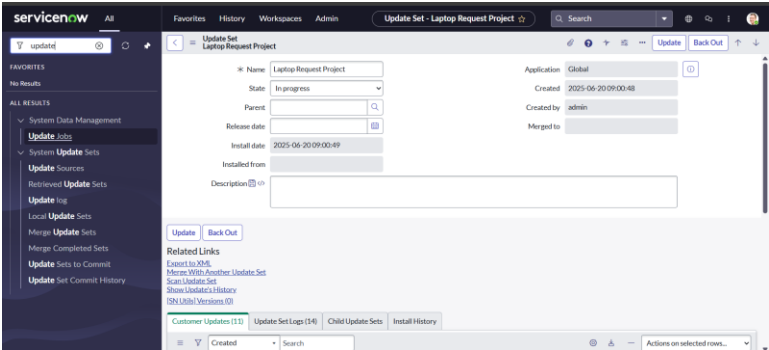 servicenow All Favorites History Workspaces Admin Update Set - Laptop Request Project Search
update
FAVORITES
No Results
ALL RESULTS
System Data Management
Update Jobs
System Update Sets
Update Sources
Retrieved Update Sets
Update log
Local Update Sets
Merge Update Sets
Merge Completed Sets
Update Sets to Commit
Update Set Commit History
Update Set
Laptop Request Project
Update Back Out
Name Laptop Request Project
State In progress
Parent
Release date
Install date 2025-06-20 09:00:49
Installed from
Description
Application Global
Created 2025-06-20 09:00:48
Created by admin
Merged to
Update Back Out
Related Links
Export to XML
Merge With Another Update Set
Scan Update Set
Show Update's History
[SN Utils] Versions (0)
Customer Updates (11) Update Set Logs (14) Child Update Sets Install History
Created Search Actions on selected rows...